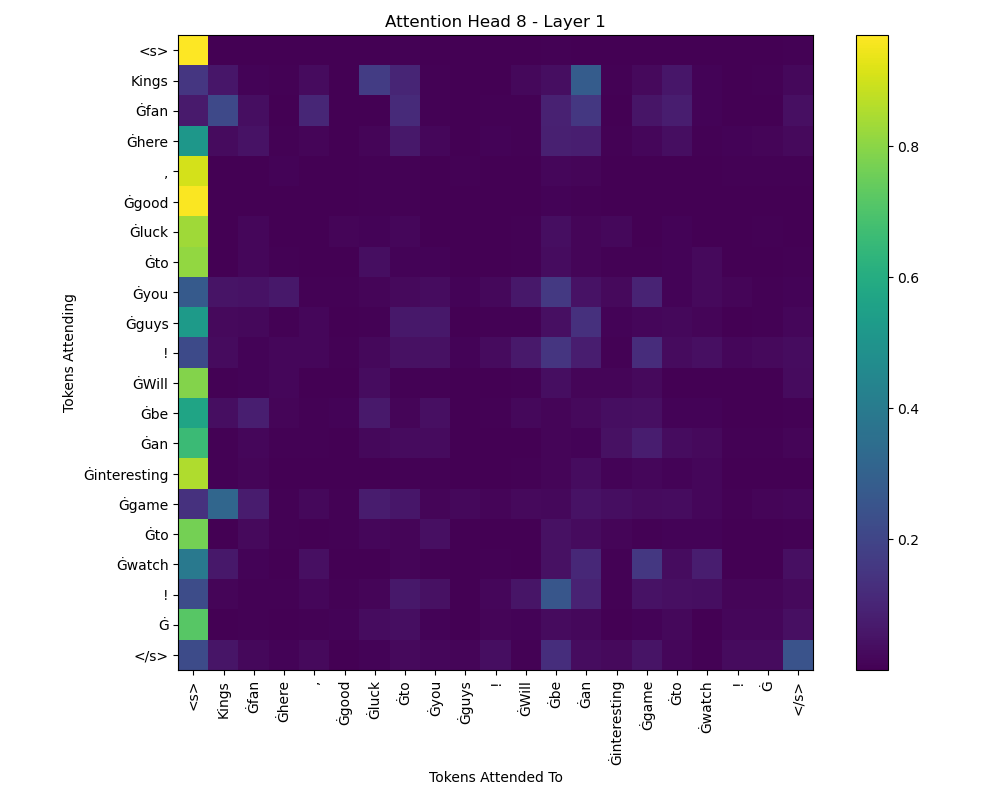 Attention Head 8 - Layer 1
<s>
Kings
Ġfan
Ġhere
,
Ġgood
Ġluck
Ġto
Ġyou
Ġguys
!
ĠWill
Ġbe
Ġan
Ġinteresting
Ġgame
Ġto
Ġwatch
!
Ġ
</s>
Tokens Attending
<s>
Kings
Ġfan
Ġhere
,
Ġgood
Ġluck
Ġto
Ġyou
Ġguys
!
ĠWill
Ġbe
Ġan
Ġinteresting
Ġgame
Ġto
Ġwatch
!
Ġ
</s>
Tokens Attended To
0.8
0.6
0.4
0.2